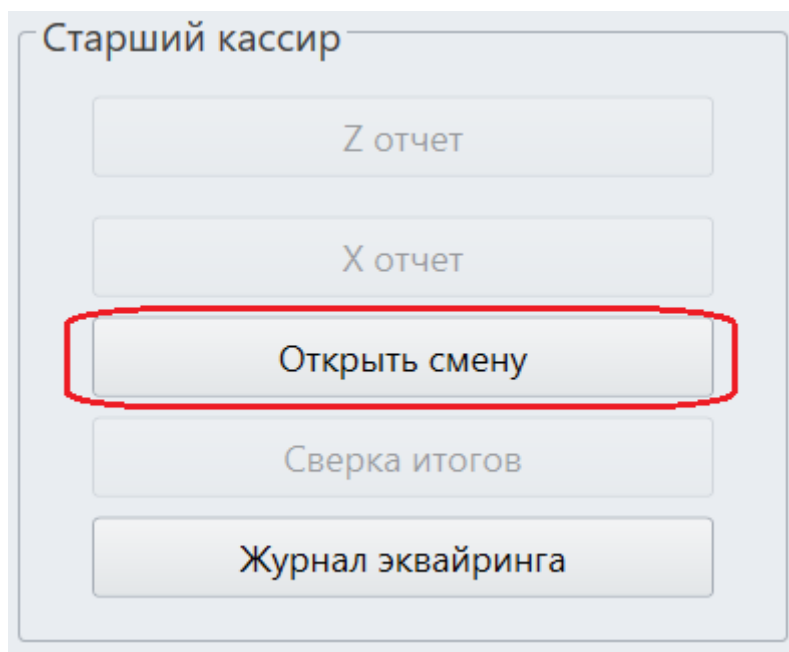 Старший кассир
Z отчет
X отчет
Открыть смену
Сверка итогов
Журнал эквайринга